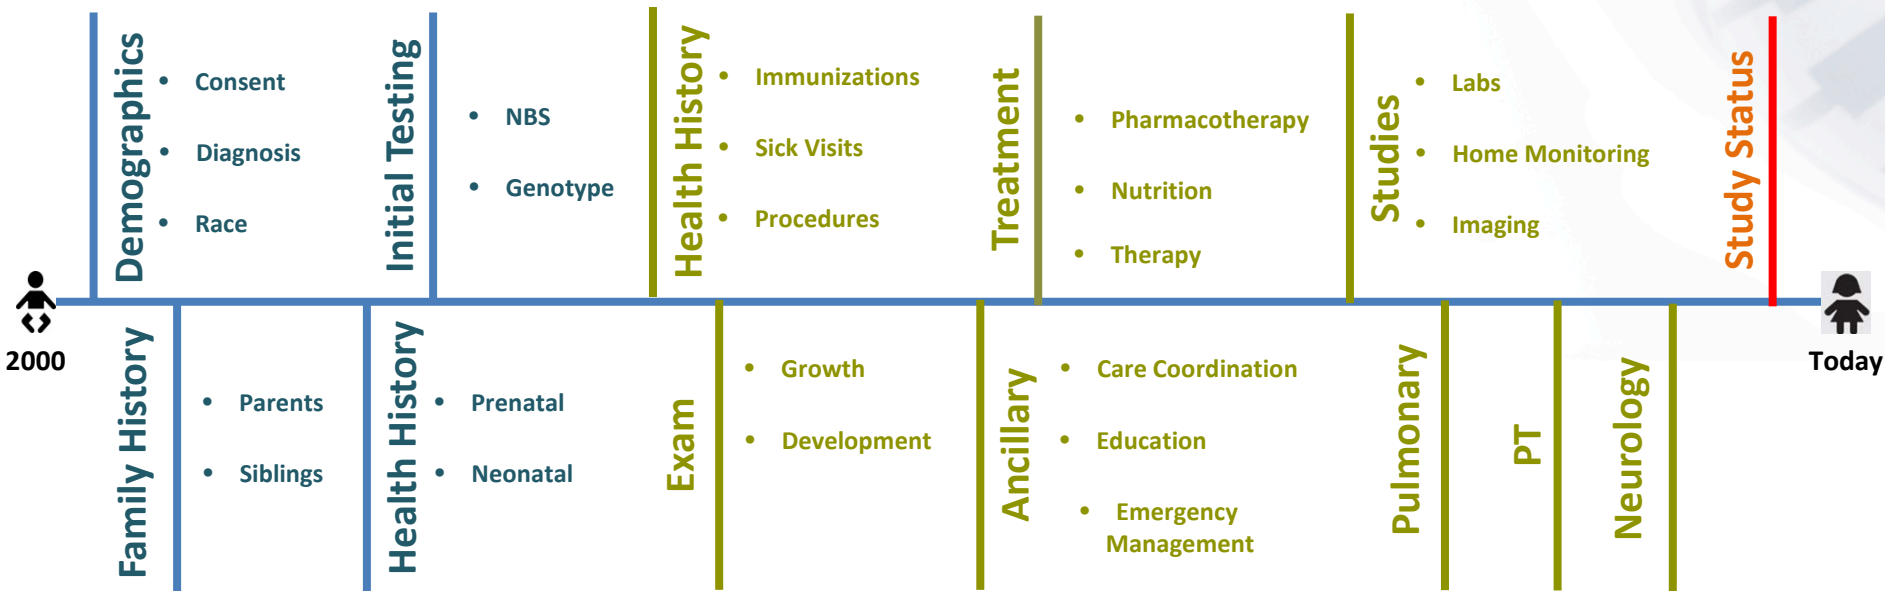 Demographics
Consent
Diagnosis
Race
Initial Testing
NBS
Genotype
Health History
Immunizations
Sick Visits
Procedures
Treatment
Pharmacotherapy
Nutrition
Therapy
Studies
Labs
Home Monitoring
Imaging
Study Status
2000
Today
Family History
Parents
Siblings
Health History
Prenatal
Neonatal
Exam
Growth
Development
Ancillary
Care Coordination
Education
Emergency
Management
Pulmonary
PT
Neurology